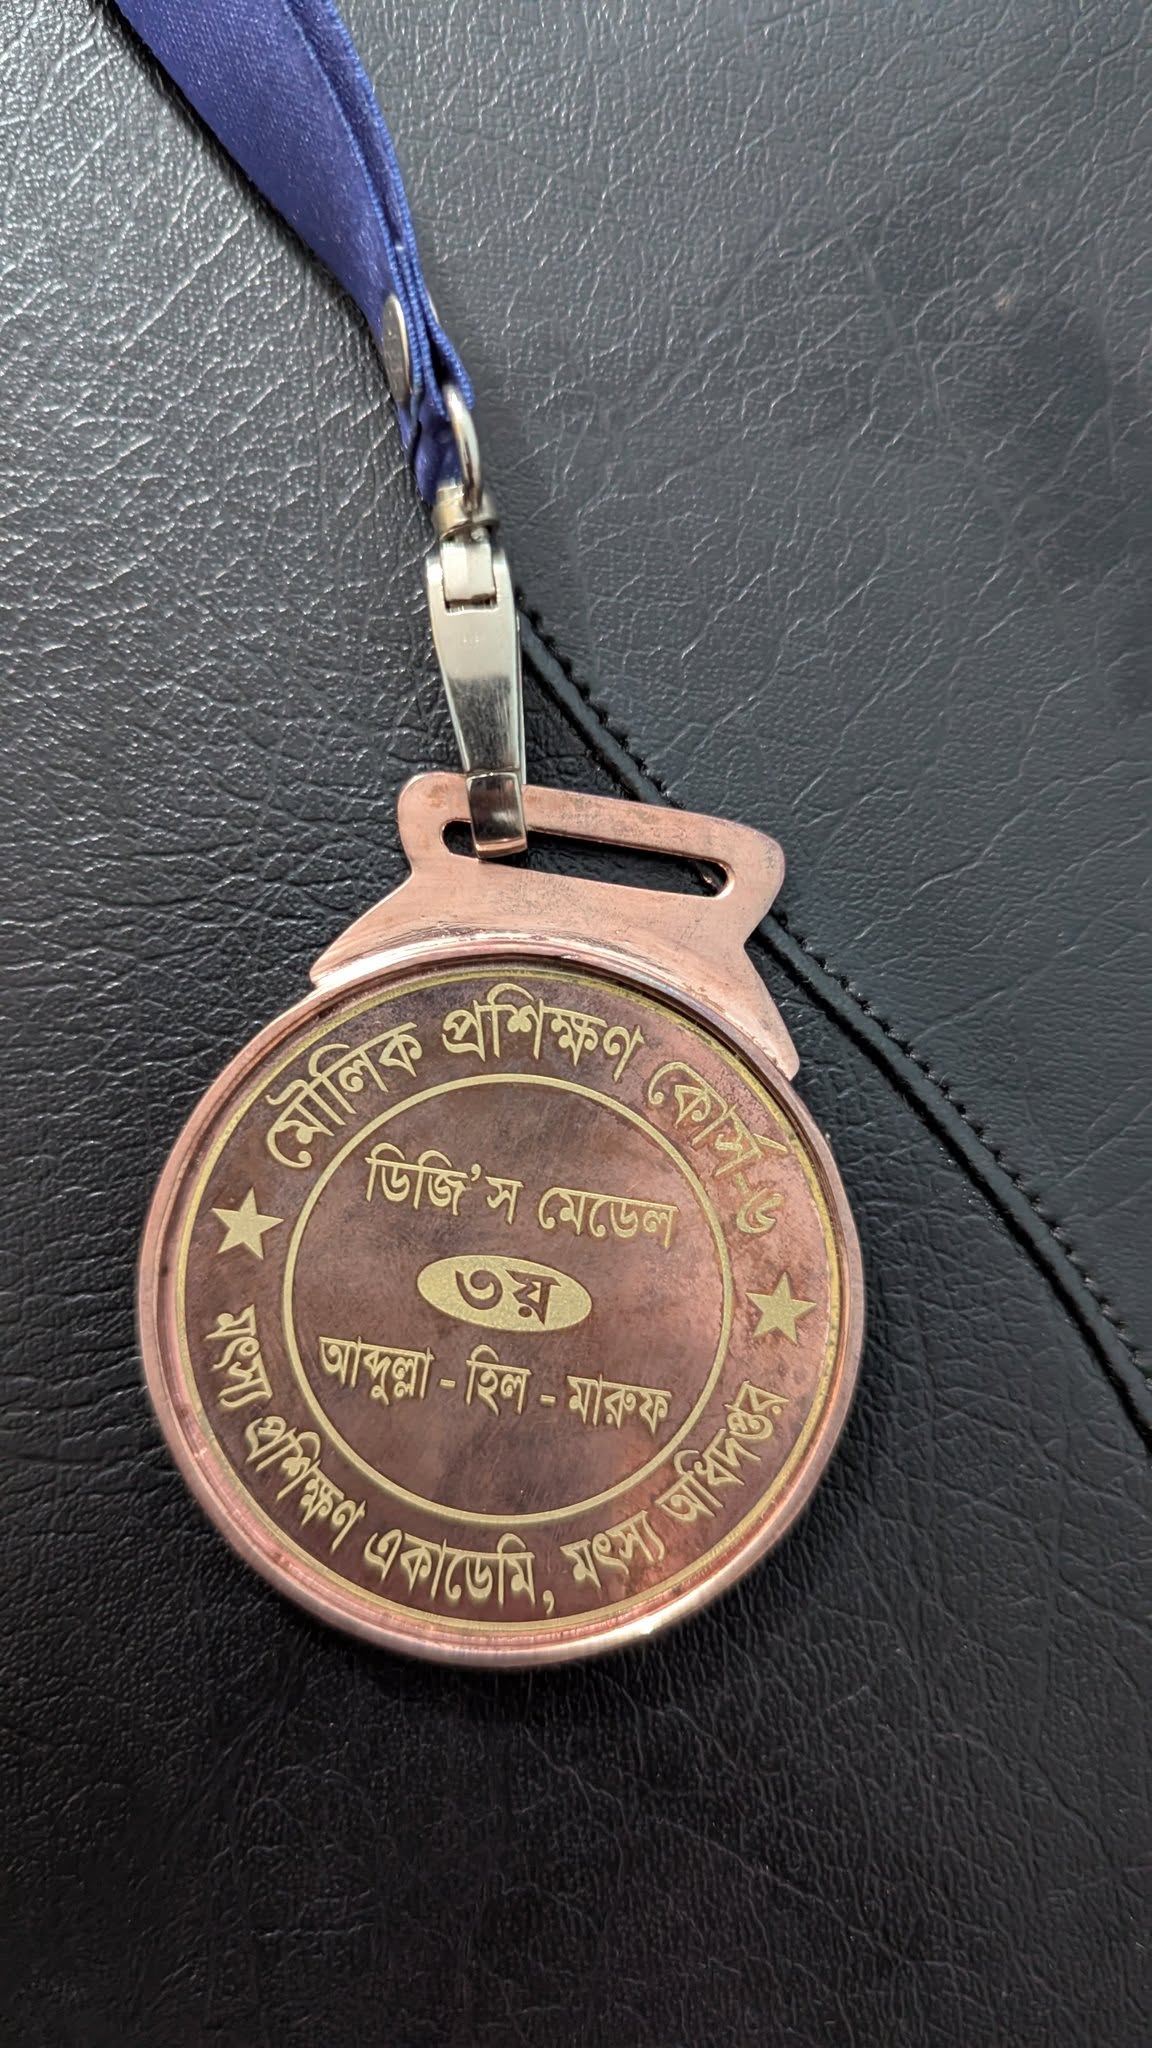 মৌলিক প্রশিক্ষণ কোর্স-৬
ডিজি'স মেডেল
৩য়
আব্দুল্লা - হিল - মারুফ
মৎস্য প্রশিক্ষণ একাডেমি, মৎস্য অধিদপ্তর